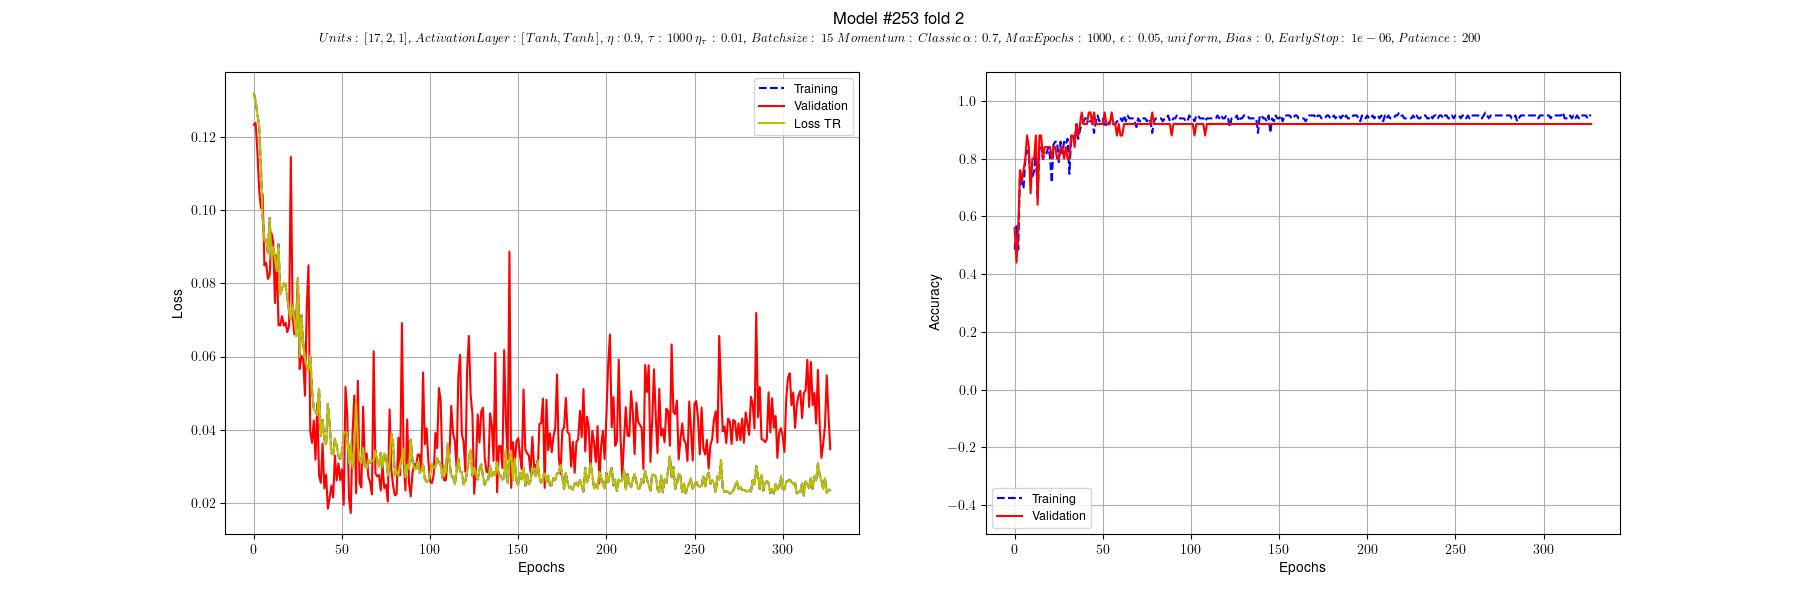 Model #253 fold 2
Units : [17, 2, 1], ActivationLayer : [Tanh, Tanh], η : 0.9, τ : 1000 ητ : 0.01, Batchsize : 15 Momentum : Classic α : 0.7, MaxEpochs : 1000, ϵ : 0.05, uniform, Bias : 0, EarlyStop : 1e − 06, Patience : 200
Training
Validation
Loss TR
0.12
0.10
0.08
0.06
0.04
0.02
Loss
0 50 100 150 200 250 300
Epochs
1.0
0.8
0.6
0.4
0.2
0.0
−0.2
−0.4
Accuracy
Training
Validation
0 50 100 150 200 250 300
Epochs